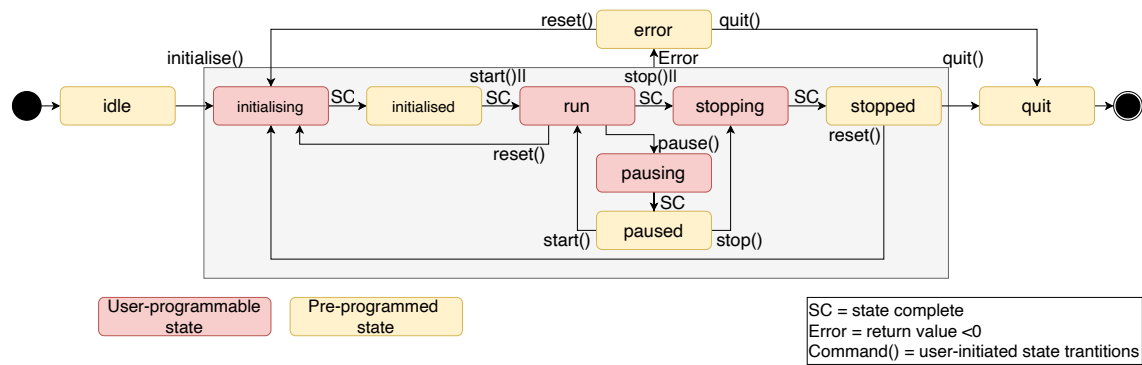 reset()
error
quit()
initialise()
Error
quit()
start()||
stop()||
idle
initialising
SC
initialised
SC
run
SC
stopping
SC
stopped
quit
reset()
pause()
reset()
pausing
SC
start()
paused
stop()
User-programmable
state
Pre-programmed
state
SC = state complete
Error = return value <0
Command() = user-initiated state trantitions